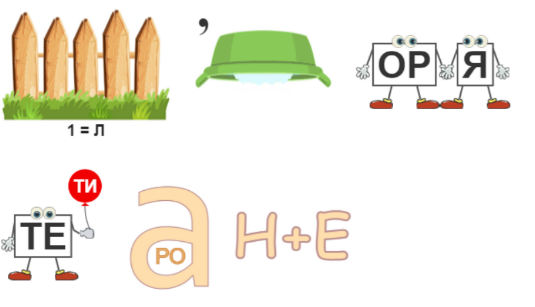 ,
ОР Я
1 = Л
ТИ
ТЕ
а
РО
Н+Е